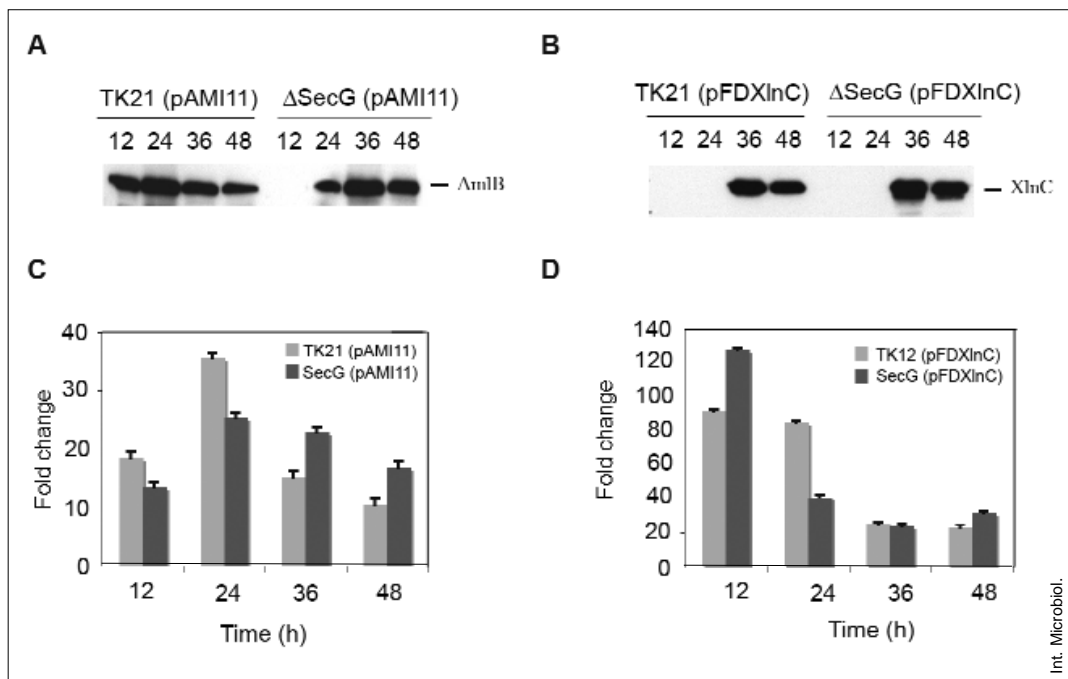 A
B
TK21 (pAMI11) ΔSecG (pAMI11)
12 24 36 48 12 24 36 48
AmlB
TK21 (pFDXlnC) ΔSecG (pFDXlnC)
12 24 36 48 12 24 36 48
XlnC
C
D
40
30
20
10
0
Fold change
TK21 (pAMI11)
SecG (pAMI11)
12 24 36 48
Time (h)
140
120
100
80
60
40
20
0
Fold change
TK12 (pFDXlnC)
SecG (pFDXlnC)
12 24 36 48
Time (h)
Int. Microbiol.